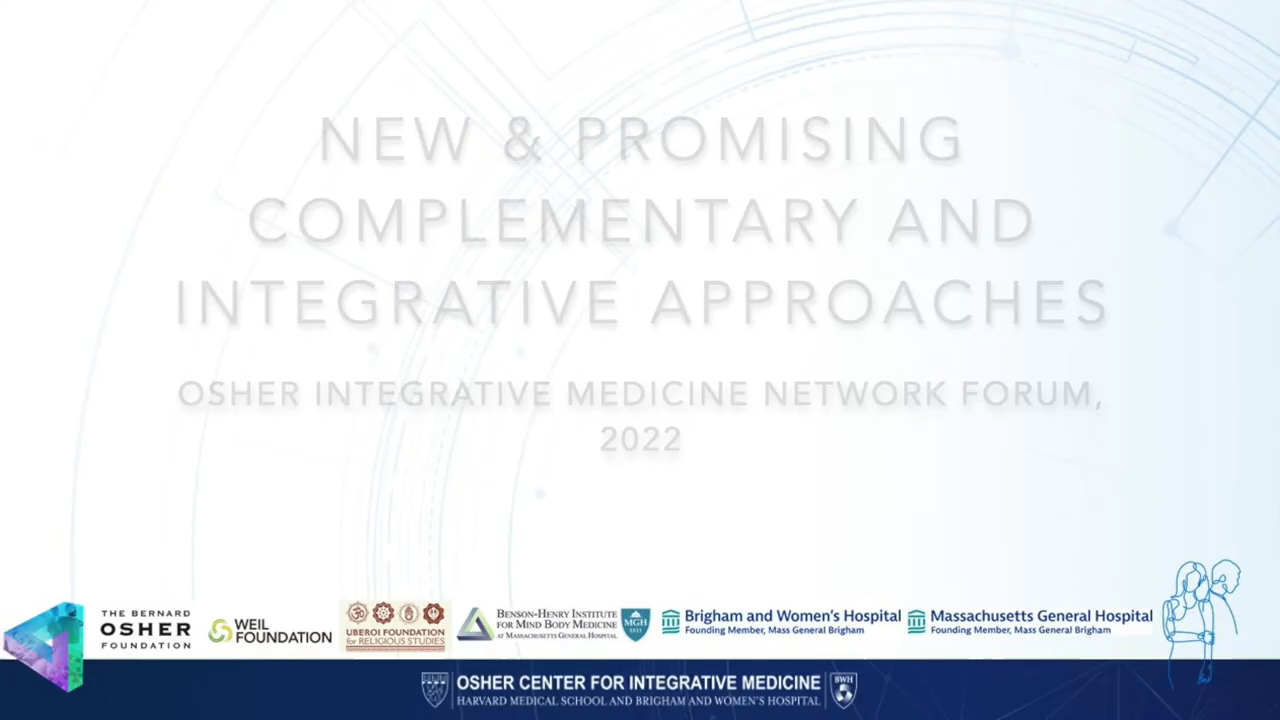 NEW & PROMISING
COMPLEMENTARY AND
INTEGRATIVE APPROACHES
OSHER INTEGRATIVE MEDICINE NETWORK FORUM,
2022
THE BERNARD
OSHER
FOUNDATION
WEIL
FOUNDATION
UBEROI FOUNDATION
for RELIGIOUS STUDIES
BENSON-HENRY INSTITUTE
FOR MIND BODY MEDICINE
AT MASSACHUSETTS GENERAL HOSPITAL
MGH
1811
Brigham and Women's Hospital
Founding Member, Mass General Brigham
Massachusetts General Hospital
Founding Member, Mass General Brigham
OSHER CENTER FOR INTEGRATIVE MEDICINE
HARVARD MEDICAL SCHOOL AND BRIGHAM AND WOMEN'S HOSPITAL
BWH